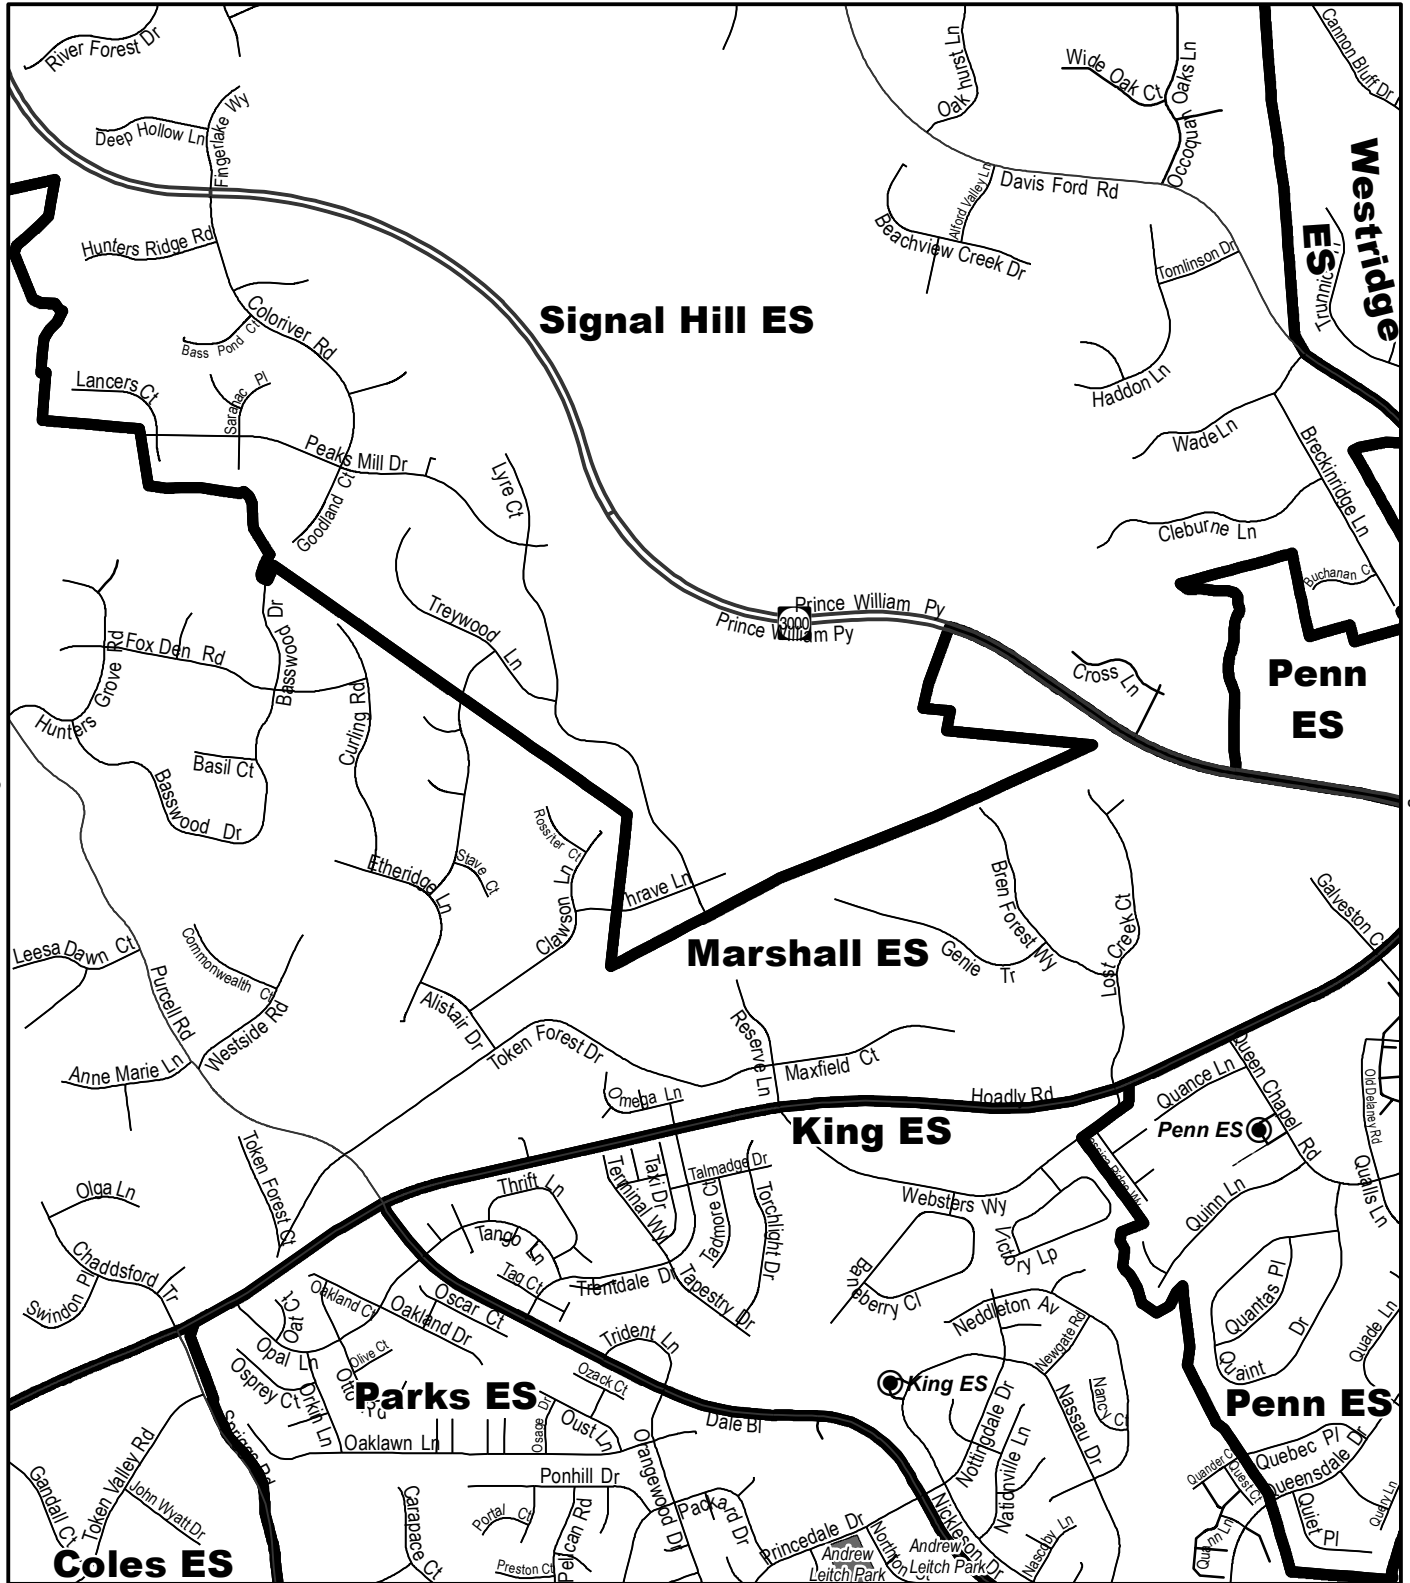 River Forest Dr
Deep Hollow Ln
Fingerlake Wy
Hunters Ridge Rd
Coloriver Rd
Bass Pond Ct
Lancers Ct
Saranac Pl
Peaks Mill Dr
Goodland Ct
Lyre Ct
Treywood Ln
Signal Hill ES
Oak hurst Ln
Wide Oak Ct
Occoquan Oaks Ln
Alford Valley Ln
Davis Ford Rd
Beachview Creek Dr
Tomlinson Dr
Haddon Ln
Wade Ln
Cleburne Ln
Breckinridge Ln
Buchanan C
Cannon Bluff Dr
Westridge
ES
Trunnio
Prince William Py
3000
Prince William Py
Cross Ln
Penn
ES
Hunters Grove Rd
Fox Den Rd
Basswood Dr
Curling Rd
Basil Ct
Basswood Dr
Etheridge Ln
Stave Ct
Rossiter Ct
Clawson Ln
hrave Ln
Leesa Dawn Ct
Commonwealth Ct
Purcell Rd
Westside Rd
Anne Marie Ln
Alistair Dr
Token Forest Dr
Marshall ES
Genie Tr
Bren Forest Wy
Lost Creek Ct
Galveston C
Reserve Ln
Maxfield Ct
Omega Ln
Hoadly Rd
King ES
Quance Ln
Queen Chapel Rd
Old Delaney Rd
Penn ES
Qualls Ln
Quinn Ln
Token Forest Ct
Olga Ln
Chaddsford Tr
Swindon Pl
Thrift Ln
Tango Ln
Taq Ct
Terminal Wy
Taxi Dr
Talmadge Dr
Tadmore Ct
Torchlight Dr
Trentdale Dr
Tapestry Dr
Websters Wy
Victory Lp
Baneberry Cl
Neddleton Av
Newgate Rd
Quantas Pl
Quaint Dr
Quade Ln
Oat Ct
Oakland Ct
Oakland Dr
Oscar Ct
Opal Ln
Olive Ct
Osprey Ct
Orkin Ln
Otto Rd
Parks ES
Trident Ln
Ozack Ct
Osage Dr
Oust Ln
Dale Bl
King ES
Nancy Ct
Nassau Dr
Penn ES
Oaklawn Ln
Spriggs Rd
Token Valley Rd
John Wyatt Dr
Gandall Ct
Coles ES
Carapace Ct
Ponhill Dr
Portal Ct
Pelican Rd
Preston Ct
Orangewood Dr
Packard Dr
Princedale Dr
Northton Ct
Andrew
Leitch Park
Andrew
Leitch Park
Nickleson Dr
Nottingdale Dr
Nationville Ln
Nascoby Ln
Quander Ct
Quest Ct
Quebec Pl
Queensdale Dr
Quiet Pl